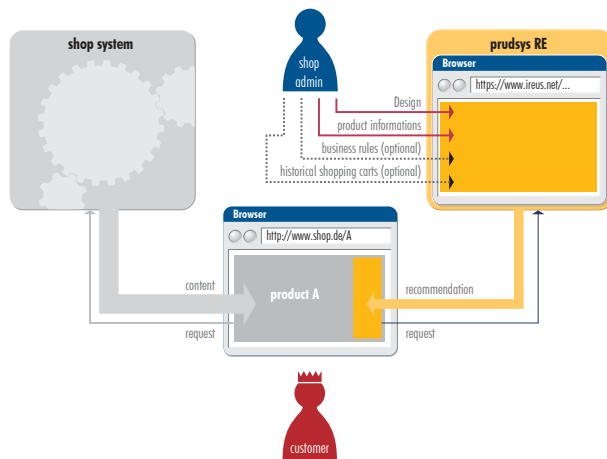 shop system
shop
admin
prudsys RE
Browser
https://www.ireus.net/...
Design
product informations
business rules (optional)
historical shopping carts (optional)
Browser
http://www.shop.de/A
product A
content
request
recommendation
request
customer